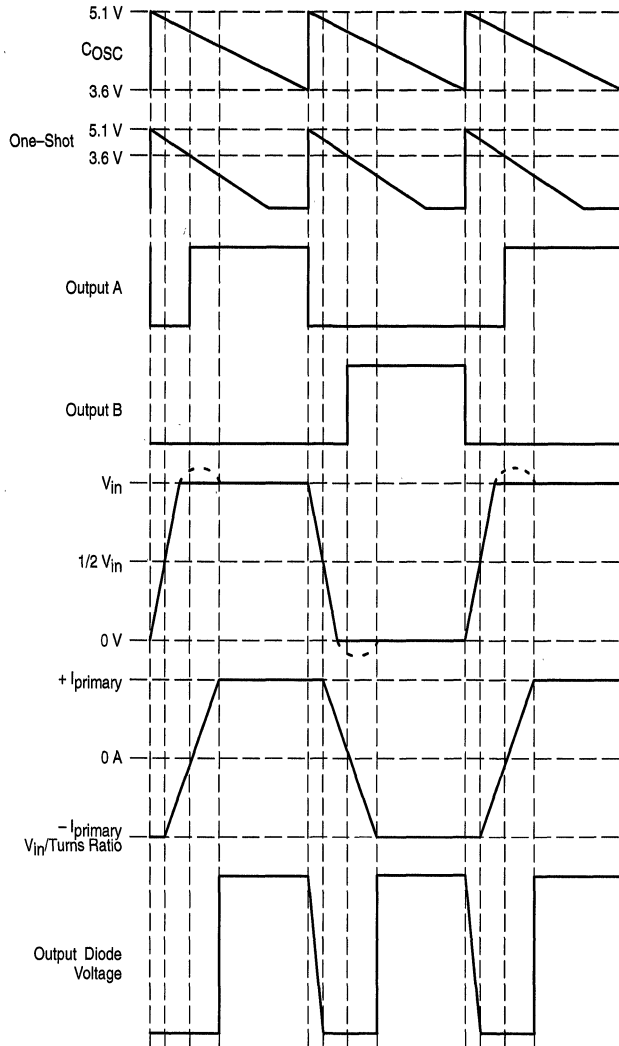 5.1 V
COSC
3.6 V
One–Shot
5.1 V
3.6 V
Output A
Output B
Vin
1/2 Vin
0 V
+ Iprimary
0 A
– Iprimary
Vin/Turns Ratio
Output Diode
Voltage